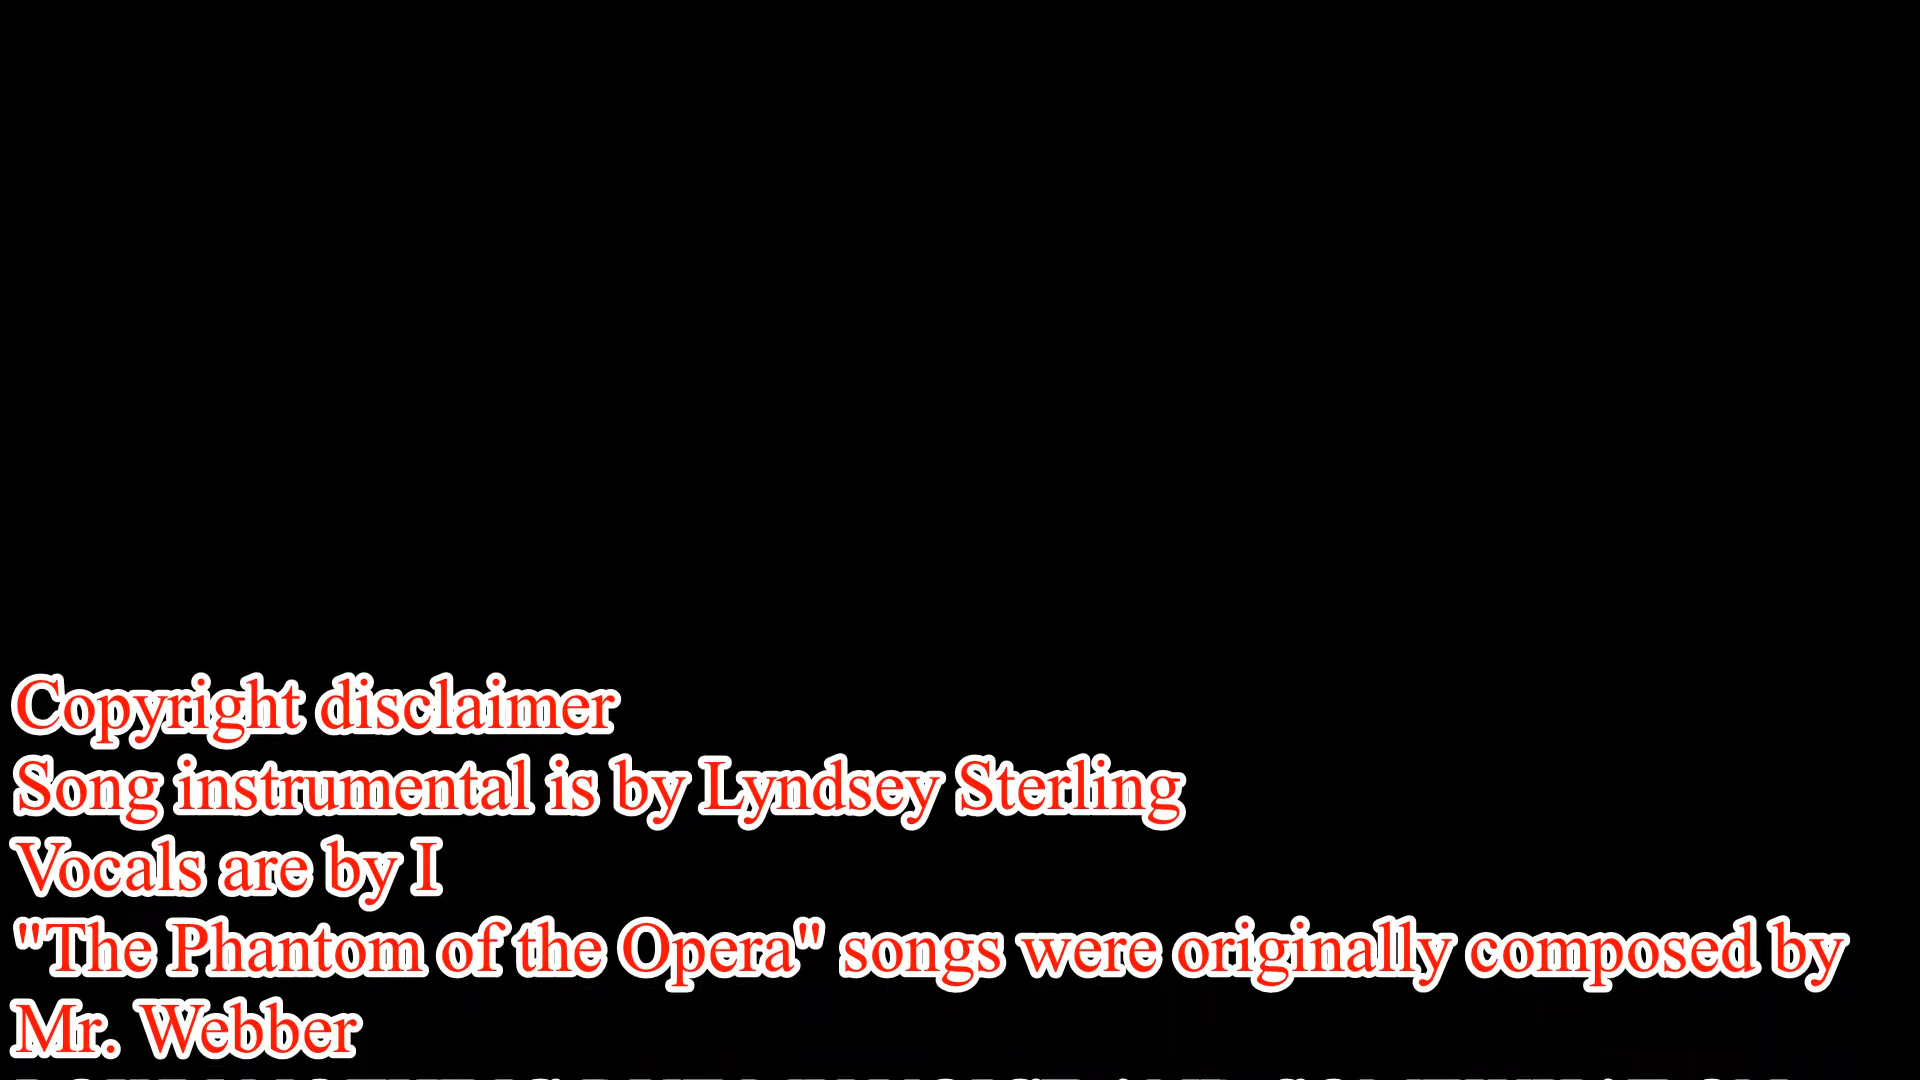 Copyright disclaimer
Song instrumental is by Lyndsey Sterling
Vocals are by I
"The Phantom of the Opera" songs were originally composed by
Mr. Webber